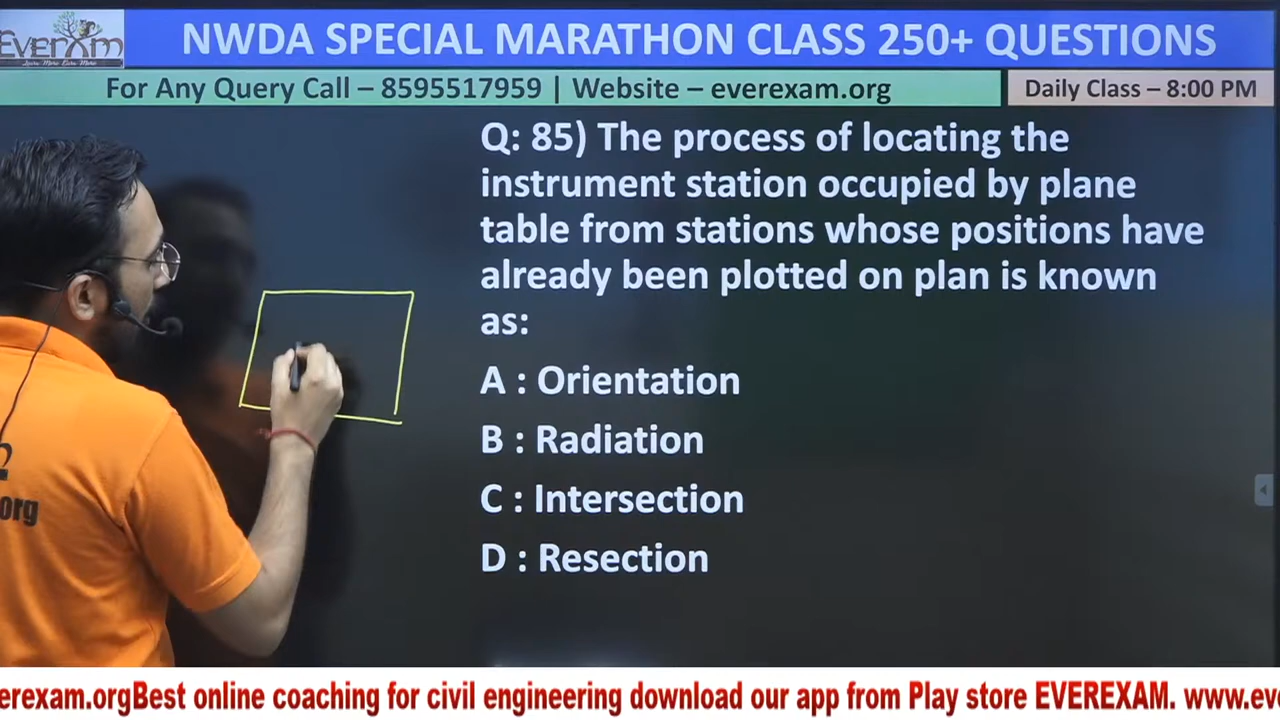 EverExam
NWDA SPECIAL MARATHON CLASS 250+ QUESTIONS
For Any Query Call – 8595517959 | Website – everexam.org
Daily Class – 8:00 PM
Q: 85) The process of locating the
instrument station occupied by plane
table from stations whose positions have
already been plotted on plan is known
as:
A : Orientation
B : Radiation
C : Intersection
D : Resection
org
erexam.orgBest online coaching for civil engineering download our app from Play store EVEREXAM. www.eve